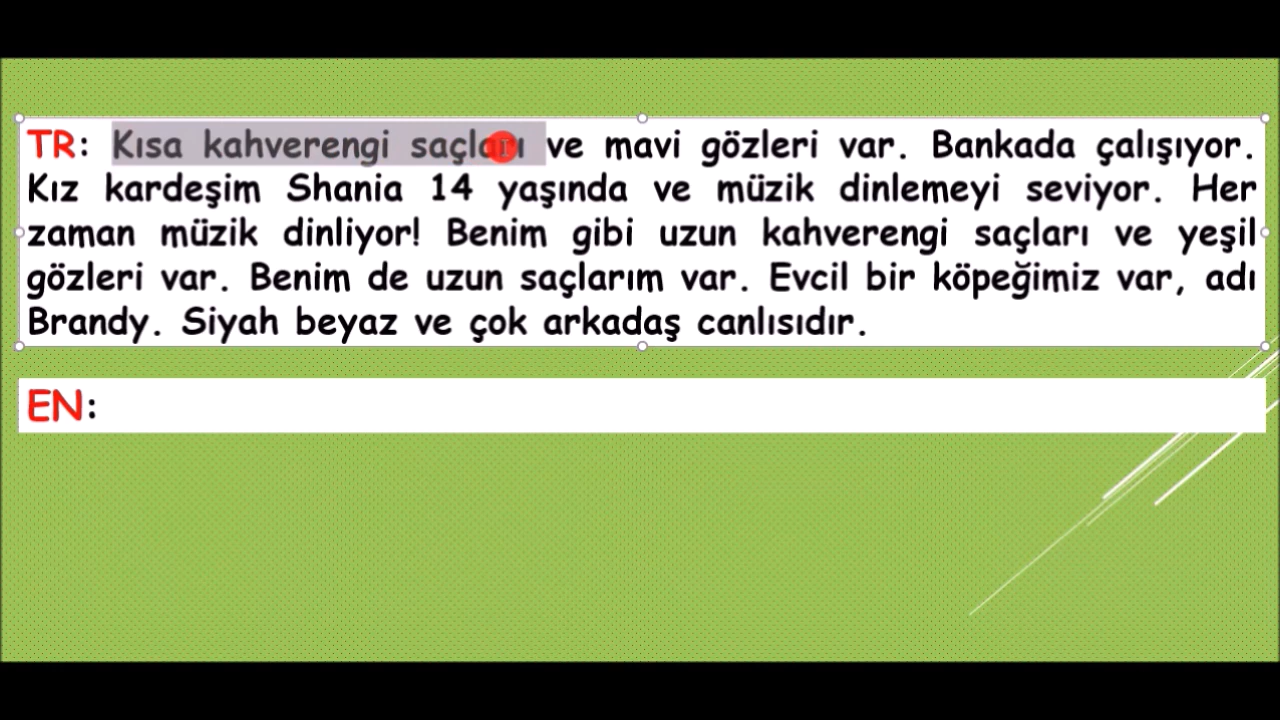 TR: Kısa kahverengi saçları ve mavi gözleri var. Bankada çalışıyor.
Kız kardeşim Shania 14 yaşında ve müzik dinlemeyi seviyor. Her
zaman müzik dinliyor! Benim gibi uzun kahverengi saçları ve yeşil
gözleri var. Benim de uzun saçlarım var. Evcil bir köpeğimiz var, adı
Brandy. Siyah beyaz ve çok arkadaş canlısıdır.
EN: